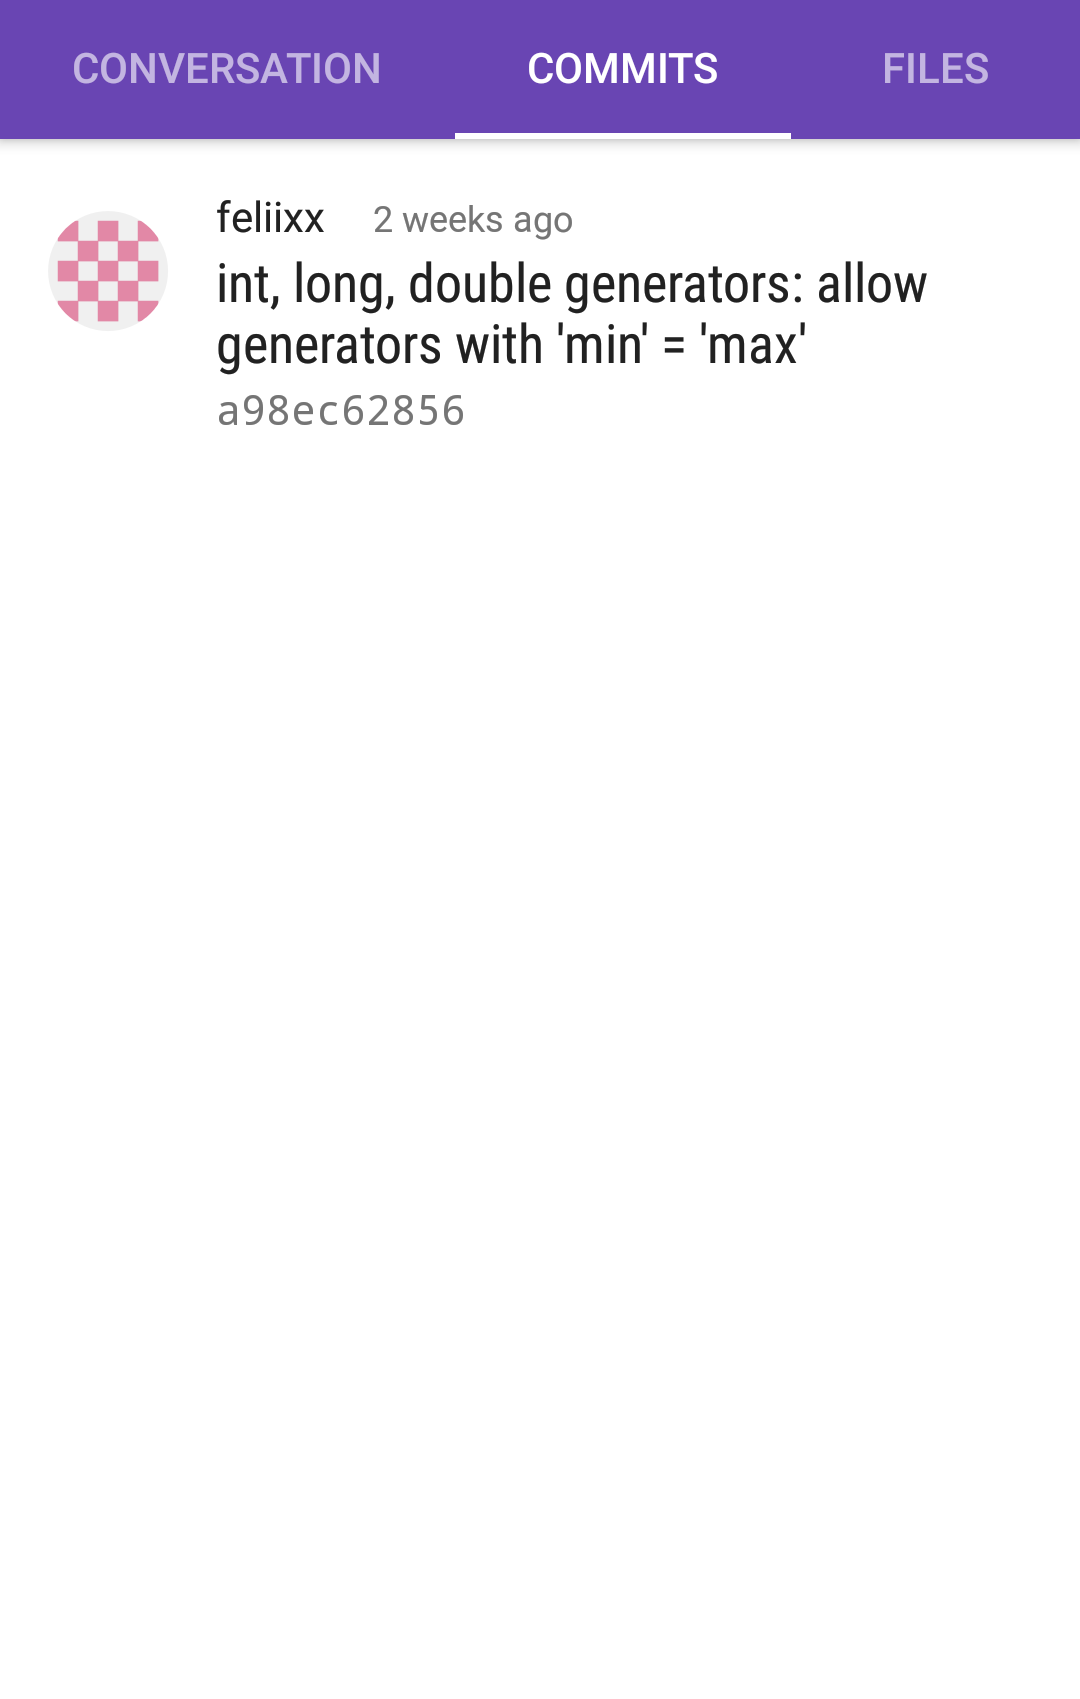 CONVERSATION COMMITS FILES
feliixx 2 weeks ago
int, long, double generators: allow
generators with 'min' = 'max'
a98ec62856